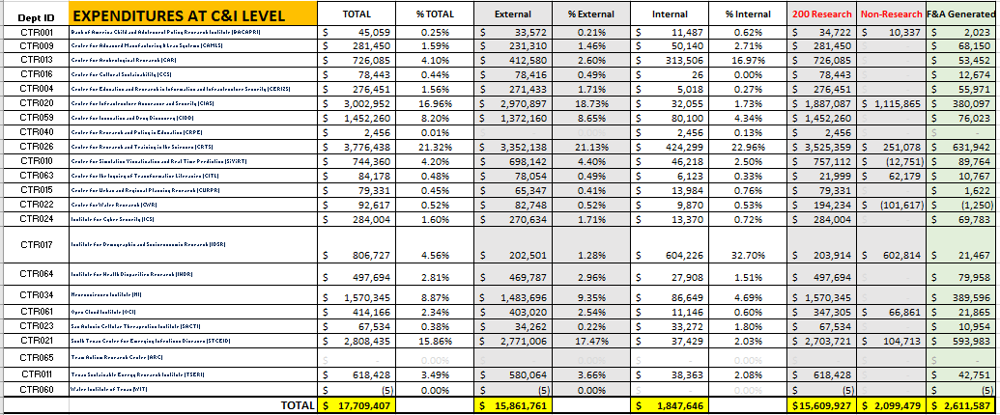 Dept ID EXPENDITURES AT C&I LEVEL TOTAL % TOTAL External % External Internal % Internal 200 Research Non-Research F&A Generated
CTR001 Bank of America Child and Adolescent Policy Research Institute (BACAPRI) $ 45,059 0.25% $ 33,572 0.21% $ 11,487 0.62% $ 34,722 $ 10,337 $ 2,023
CTR009 Center for Advanced Manufacturing & Lean Systems (CAMLS) $ 281,450 1.59% $ 231,310 1.46% $ 50,140 2.71% $ 281,450 $ 68,150
CTR013 Center for Archeological Research (CAR) $ 726,085 4.10% $ 412,580 2.60% $ 313,506 16.97% $ 726,085 $ 53,452
CTR016 Center for Cultural Sustainability (CCS) $ 78,443 0.44% $ 78,416 0.49% $ 26 0.00% $ 78,443 $ 12,674
CTR004 Center for Education and Research in Information and Infrastructure Security (CERI2S) $ 276,451 1.56% $ 271,433 1.71% $ 5,018 0.27% $ 276,451 $ 55,971
CTR020 Center for Infrastructure Assurance and Security (CIAS) $ 3,002,952 16.96% $ 2,970,897 18.73% $ 32,055 1.73% $ 1,887,087 $ 1,115,865 $ 380,097
CTR059 Center for Innovation and Drug Discovery (CIDD) $ 1,452,260 8.20% $ 1,372,160 8.65% $ 80,100 4.34% $ 1,452,260 $ 76,023
CTR040 Center for Research and Policy in Education (CRPE) $ 2,456 0.01% $ 2,456 0.13% $ 2,456 $ -
CTR026 Center for Research and Training in the Sciences (CRTS) $ 3,776,438 21.32% $ 3,352,138 21.13% $ 424,299 22.96% $ 3,525,359 $ 251,078 $ 631,942
CTR010 Center for Simulation Visualization and Real Time Prediction (SiViRT) $ 744,360 4.20% $ 698,142 4.40% $ 46,218 2.50% $ 757,112 $ (12,751) $ 89,764
CTR063 Center for the Inquiry of Transformative Literacies (CITL) $ 84,178 0.48% $ 78,054 0.49% $ 6,123 0.33% $ 21,999 $ 62,179 $ 10,767
CTR015 Center for Urban and Regional Planning Research (CURPR) $ 79,331 0.45% $ 65,347 0.41% $ 13,984 0.76% $ 79,331 $ 1,622
CTR022 Center for Water Research (CWR) $ 92,617 0.52% $ 82,748 0.52% $ 9,870 0.53% $ 194,234 $ (101,617) $ (1,250)
CTR024 Institute for Cyber Security (ICS) $ 284,004 1.60% $ 270,634 1.71% $ 13,370 0.72% $ 284,004 $ 69,783
CTR017 Institute for Demographic and Socioeconomic Research (IDSR) $ 806,727 4.56% $ 202,501 1.28% $ 604,226 32.70% $ 203,914 $ 602,814 $ 21,467
CTR064 Institute for Health Disparities Research (IHDR) $ 497,694 2.81% $ 469,787 2.96% $ 27,908 1.51% $ 497,694 $ 79,958
CTR034 Neurosciences Institute (NI) $ 1,570,345 8.87% $ 1,483,696 9.35% $ 86,649 4.69% $ 1,570,345 $ 389,596
CTR061 Open Cloud Institute (OCI) $ 414,166 2.34% $ 403,020 2.54% $ 11,146 0.60% $ 347,305 $ 66,861 $ 21,865
CTR023 San Antonio Cellular Therapeutics Institute (SACTI) $ 67,534 0.38% $ 34,262 0.22% $ 33,272 1.80% $ 67,534 $ 10,954
CTR021 South Texas Center for Emerging Infectious Diseases (STCEID) $ 2,808,435 15.86% $ 2,771,006 17.47% $ 37,429 2.03% $ 2,703,721 $ 104,713 $ 593,983
CTR065 Team Autism Research Center (ARC) $ - 0.00% $ - 0.00% $ - 0.00% $ -
CTR011 Texas Sustainable Energy Research Institute (TSERI) $ 618,428 3.49% $ 580,064 3.66% $ 38,363 2.08% $ 618,428 $ 42,751
CTR060 Water Institute of Texas (WIT) $ (5) 0.00% $ (5) 0.00% $ - 0.00% $ (5) $ (5)
TOTAL $ 17,709,407 $ 15,861,761 $ 1,847,646 $15,609,927 $ 2,099,479 $ 2,611,587